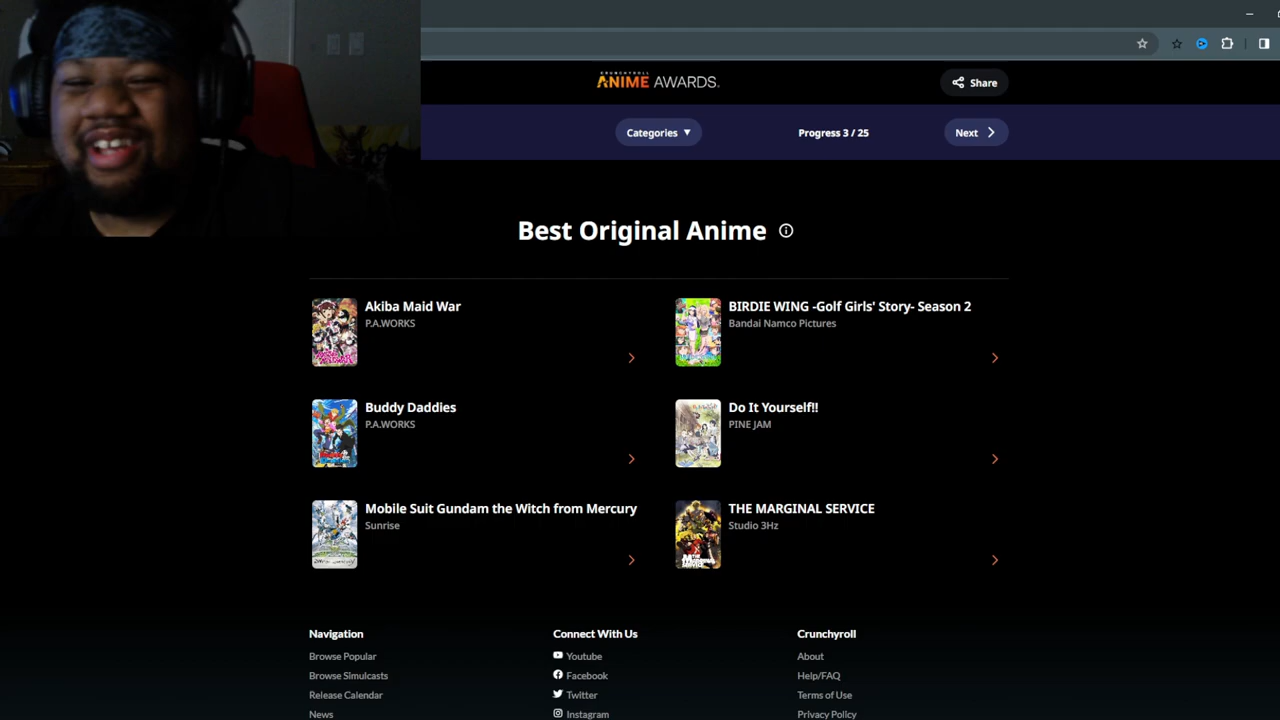 CRUNCHYROLL
ANIME AWARDS.
Share
Categories ▼
Progress 3 / 25
Next
Best Original Anime
Akiba Maid War
P.A.WORKS
BIRDIE WING -Golf Girls' Story- Season 2
Bandai Namco Pictures
Buddy Daddies
P.A.WORKS
Do It Yourself!!
PINE JAM
Mobile Suit Gundam the Witch from Mercury
Sunrise
THE MARGINAL SERVICE
Studio 3Hz
Navigation
Browse Popular
Browse Simulcasts
Release Calendar
News
Connect With Us
Youtube
Facebook
Twitter
Instagram
Crunchyroll
About
Help/FAQ
Terms of Use
Privacy Policy